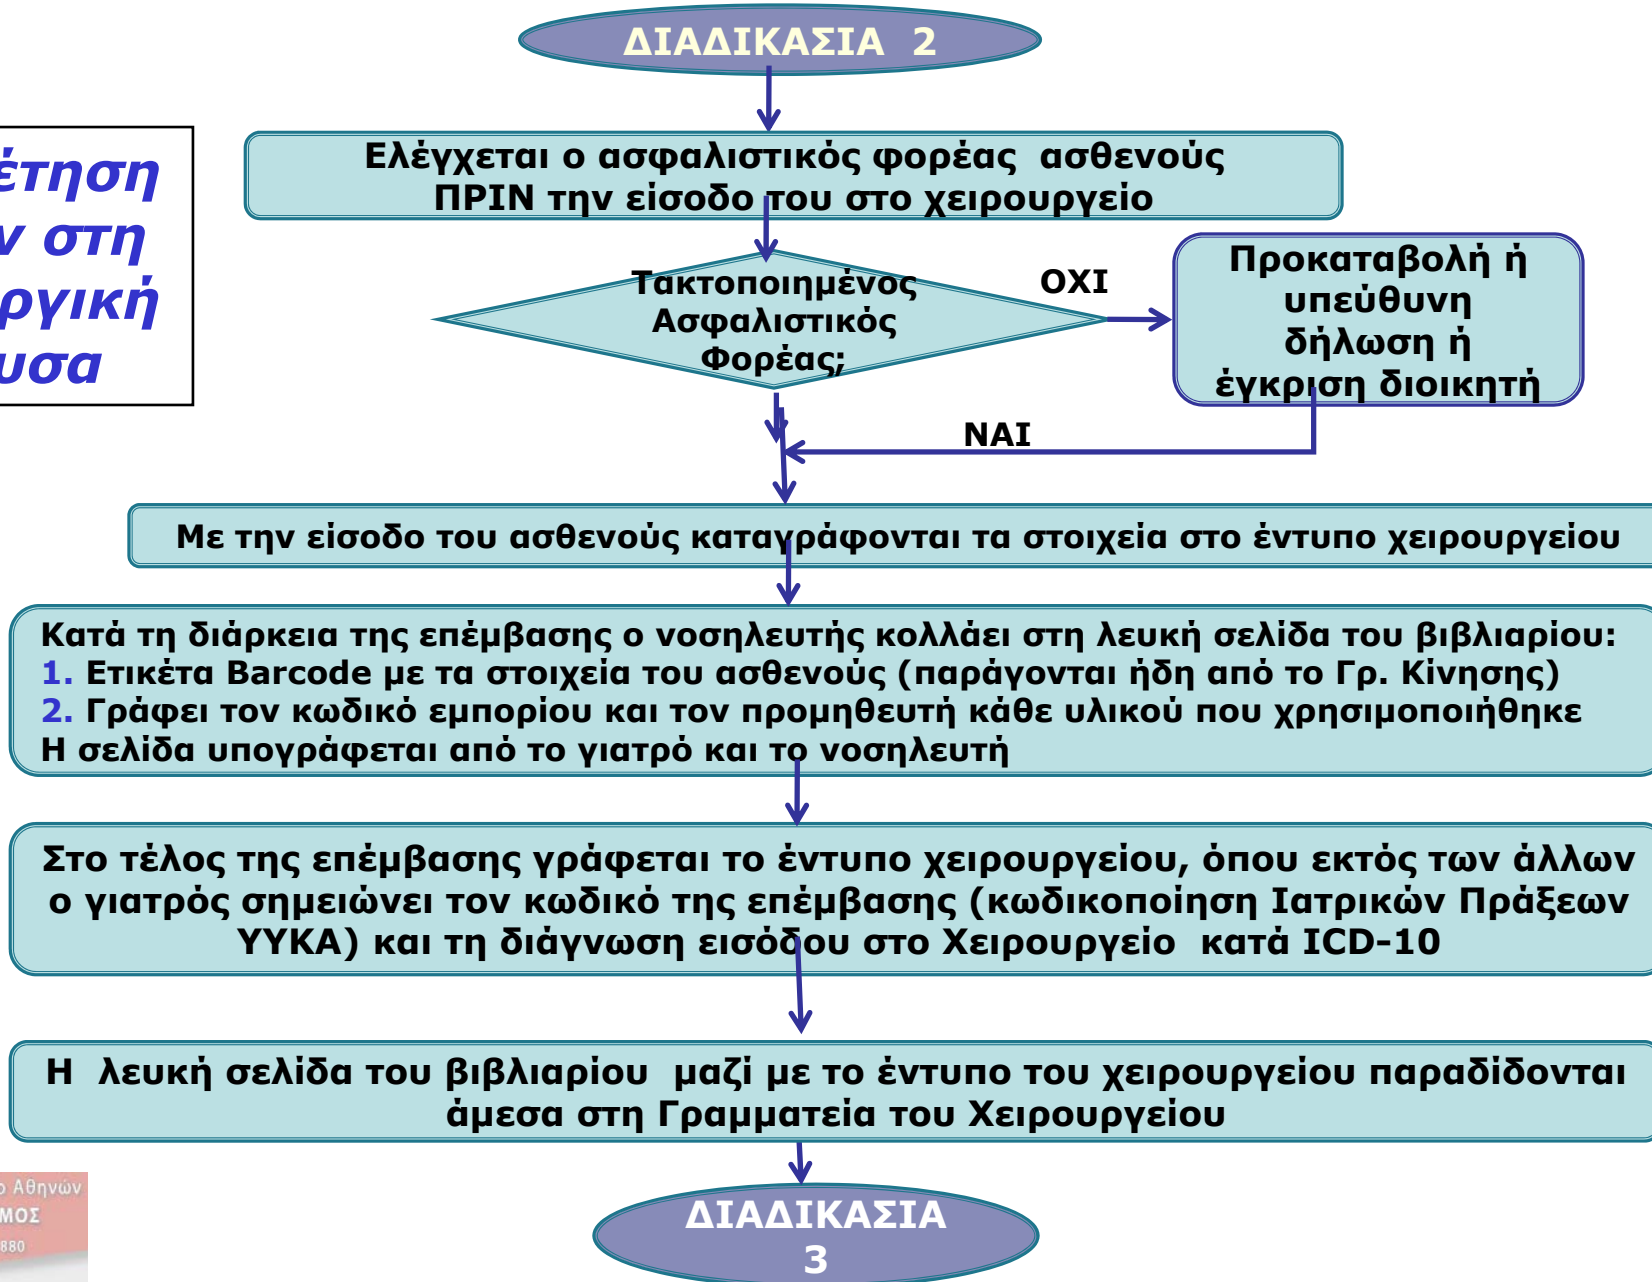 ΔΙΑΔΙΚΑΣΙΑ 2
Ελέγχεται ο ασφαλιστικός φορέας ασθενούς
ΠΡΙΝ την είσοδο του στο χειρουργείο
έτηση
ν στη
ργική
υσα
Τακτοποιημένος
Ασφαλιστικός
Φορέας;
ΟΧΙ
Προκαταβολή ή
υπεύθυνη
δήλωση ή
έγκριση διοικητή
ΝΑΙ
Με την είσοδο του ασθενούς καταγράφονται τα στοιχεία στο έντυπο χειρουργείου
Κατά τη διάρκεια της επέμβασης ο νοσηλευτής κολλάει στη λευκή σελίδα του βιβλιαρίου:
1. Ετικέτα Barcode με τα στοιχεία του ασθενούς (παράγονται ήδη από το Γρ. Κίνησης)
2. Γράφει τον κωδικό εμπορίου και τον προμηθευτή κάθε υλικού που χρησιμοποιήθηκε
Η σελίδα υπογράφεται από το γιατρό και το νοσηλευτή
Στο τέλος της επέμβασης γράφεται το έντυπο χειρουργείου, όπου εκτός των άλλων
ο γιατρός σημειώνει τον κωδικό της επέμβασης (κωδικοποίηση Ιατρικών Πράξεων
ΥΥΚΑ) και τη διάγνωση εισόδου στο Χειρουργείο κατά ICD-10
Η λευκή σελίδα του βιβλιαρίου μαζί με το έντυπο του χειρουργείου παραδίδονται
άμεσα στη Γραμματεία του Χειρουργείου
ο Αθηνών
ΜΟΣ
880
ΔΙΑΔΙΚΑΣΙΑ
3